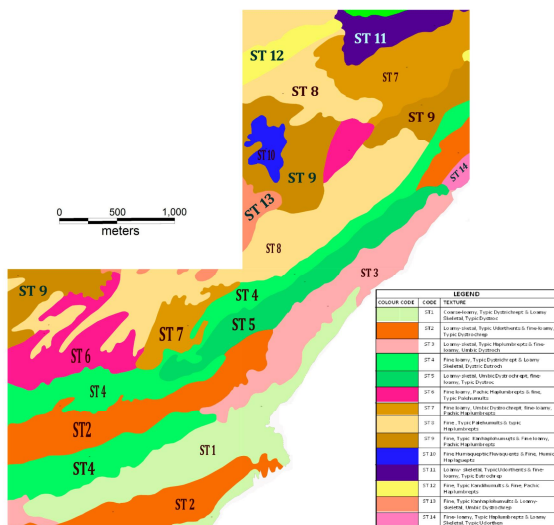 ST 11
ST 12
ST 7
ST 8
ST 9
ST 10
ST 9
ST 14
ST 13
0 500 1,000
meters
ST 8
ST 3
ST 9
ST 4
ST 7
ST 5
ST 6
ST 4
ST2
ST 1
ST4
ST 2
LEGEND
COLOUR CODE CODE TEXTURE
ST1 Coarse-loamy, Typic Dystrochrept & Loamy
Skeletal, Typic Dystroc
ST2 Loamy-skeletal, Typic Udortients & fine-loamy,
Typic Dystrochrep
ST 3 Loamy-skeletal, Typic Haplumbrepts & fine-
loamy, Umbric Dystroch
ST 4 Fine loamy, Typic Dystrochrept & Loamy
Skeletal, Dystric Eutroch
ST 5 Loamy-skeletal, Umbric Dystrochrept, fine-
loamy, Typic Dystroc
ST 6 Fine loamy, Pachic Haplumbrepts & fine,
Typic Palehumults
ST 7 Fine loamy, Umbric Dystrochrept, fine-loamy,
Pachic Haplumbrepts
ST 8 Fine, Typic Palehumults & typic
Haplumbrepts
ST 9 Fine, Typic Kanhaplohumults & Fine loamy,
Pachic Haplumbrepts
ST 10 Fine Humaqueptic Fluvaquents & Fine, Humic
Haplaquepts
ST 11 Loamy- skeletal, Typic Udortients & fine-
loamy, Typic Eutrochrep
ST 12 Fine, Typic Kandihumults & Fine, Pachic
Haplumbrepts
ST 13 Fine, Typic Kanhaplohumults & Loamy-
skeletal, Umbric Dystrochrept
ST 14 Fine-loamy, Typic Haplumbrepts & Loamy
Skeletal, Typic Udorthen